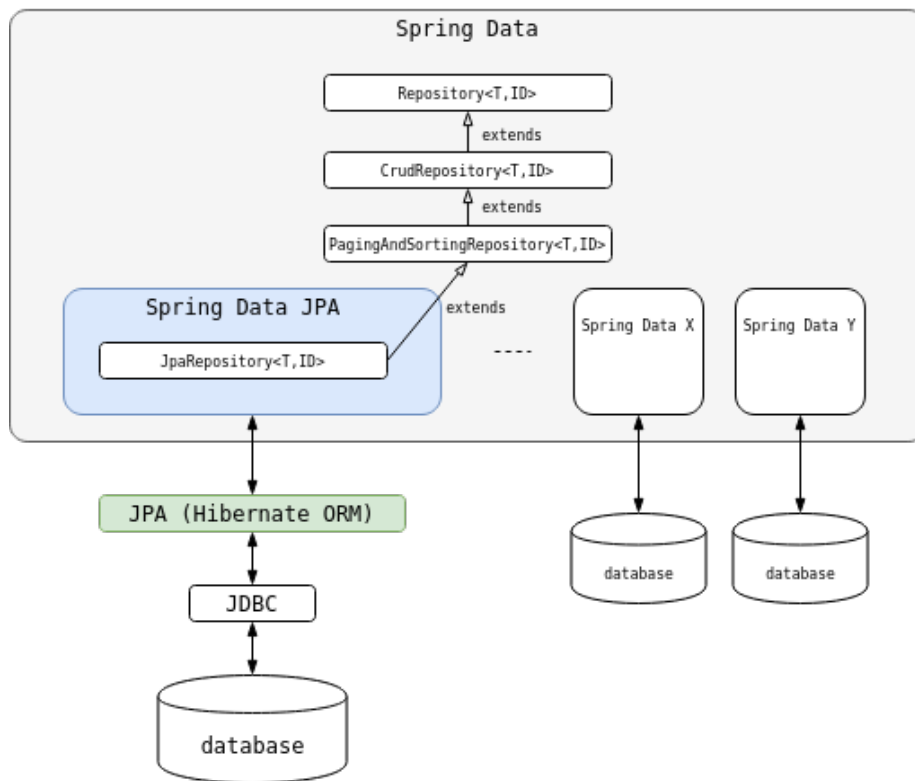 Spring Data
Repository<T,ID>
extends
CrudRepository<T,ID>
extends
PagingAndSortingRepository<T,ID>
extends
Spring Data JPA
JpaRepository<T,ID>
Spring Data X
Spring Data Y
JPA (Hibernate ORM)
JDBC
database
database
database